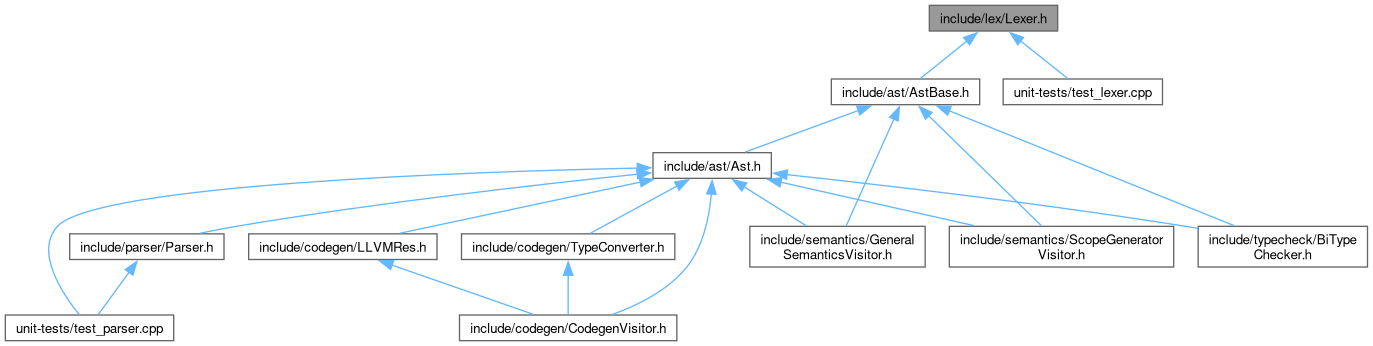 include/lex/Lexer.h
include/ast/AstBase.h
unit-tests/test_lexer.cpp
include/ast/Ast.h
include/parser/Parser.h
include/codegen/LLVMRes.h
include/codegen/TypeConverter.h
include/semantics/General
SemanticsVisitor.h
include/semantics/ScopeGenerator
Visitor.h
include/typecheck/BiType
Checker.h
unit-tests/test_parser.cpp
include/codegen/CodegenVisitor.h